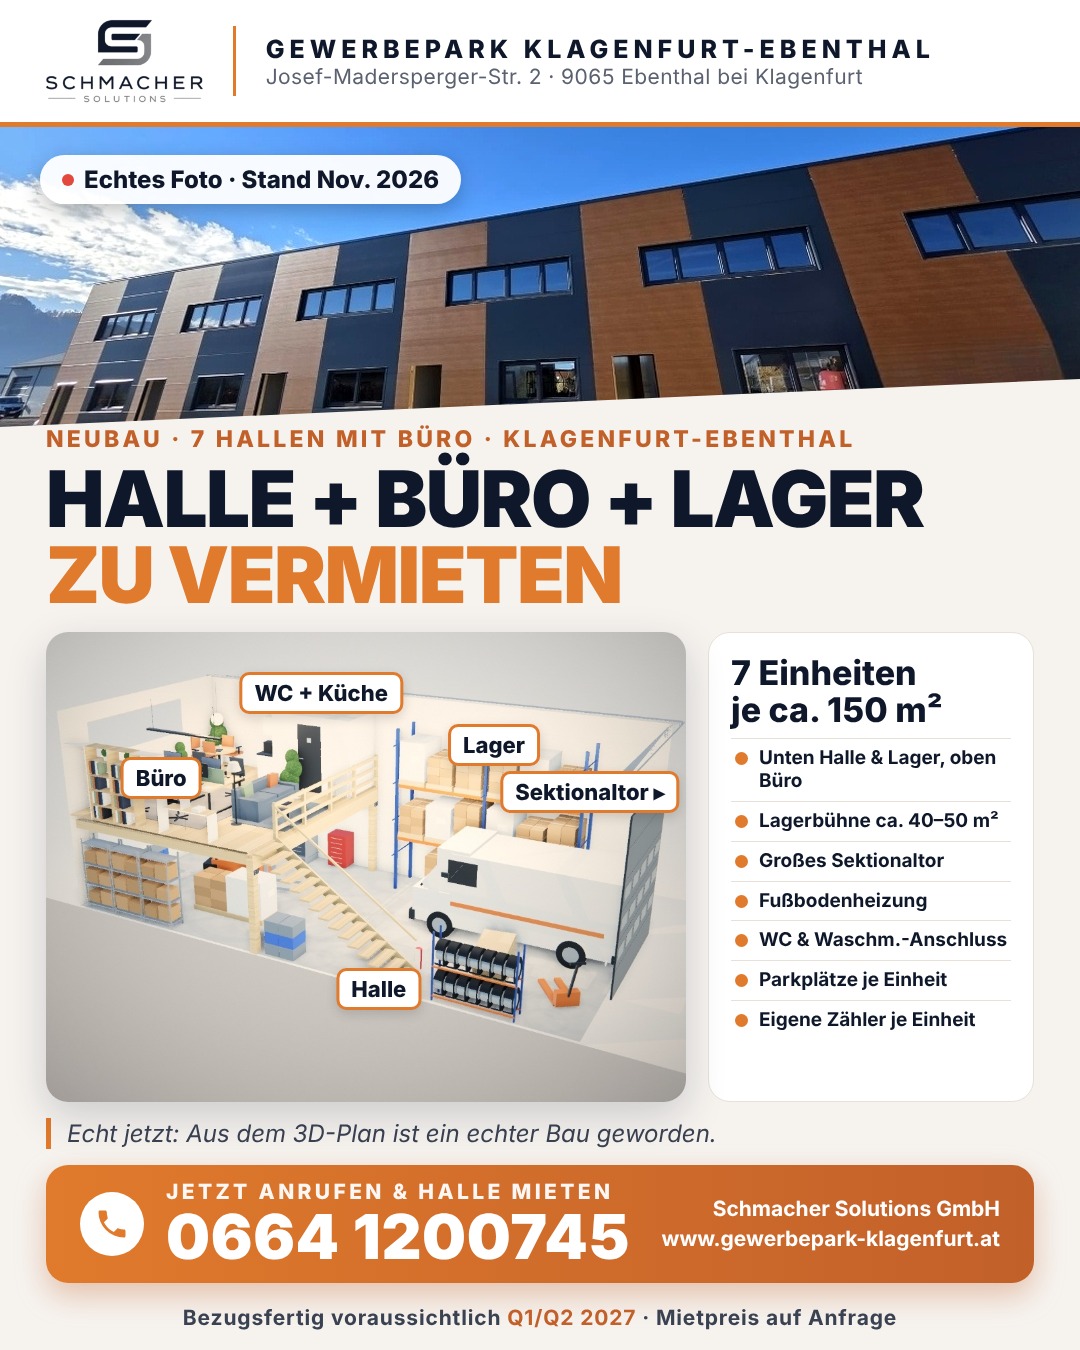 SCHMACHER
SOLUTIONS
GEWERBEPARK KLAGENFURT-EBENTHAL
Josef-Madersperger-Str. 2 · 9065 Ebenthal bei Klagenfurt
Echtes Foto · Stand Nov. 2026
NEUBAU · 7 HALLEN MIT BÜRO · KLAGENFURT-EBENTHAL
HALLE + BÜRO + LAGER
ZU VERMIETEN
WC + Küche
Lager
Büro
Sektionaltor ▸
Halle
7 Einheiten
je ca. 150 m²
Unten Halle & Lager, oben
Büro
Lagerbühne ca. 40–50 m²
Großes Sektionaltor
Fußbodenheizung
WC & Waschm.-Anschluss
Parkplätze je Einheit
Eigene Zähler je Einheit
Echt jetzt: Aus dem 3D-Plan ist ein echter Bau geworden.
JETZT ANRUFEN & HALLE MIETEN
0664 1200745
Schmacher Solutions GmbH
www.gewerbepark-klagenfurt.at
Bezugsfertig voraussichtlich Q1/Q2 2027 · Mietpreis auf Anfrage